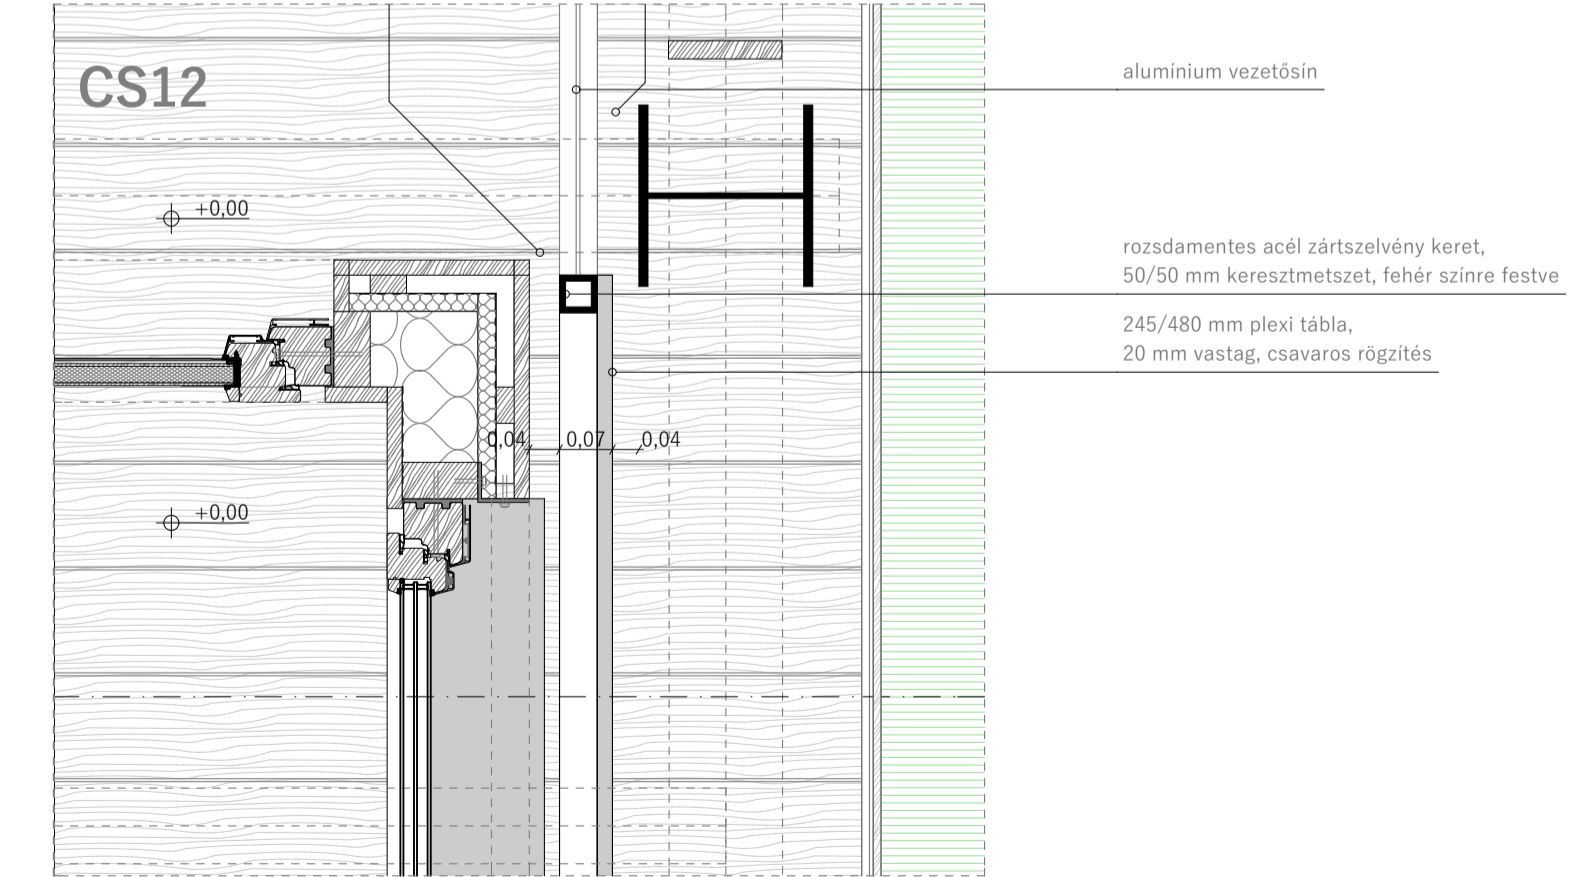 CS12
alumínium vezetősín
+0,00
rozsdamentes acél zártszelvény keret,
50/50 mm keresztmetszet, fehér színre festve
245/480 mm plexi tábla,
20 mm vastag, csavaros rögzítés
0,04 0,07 0,04
+0,00